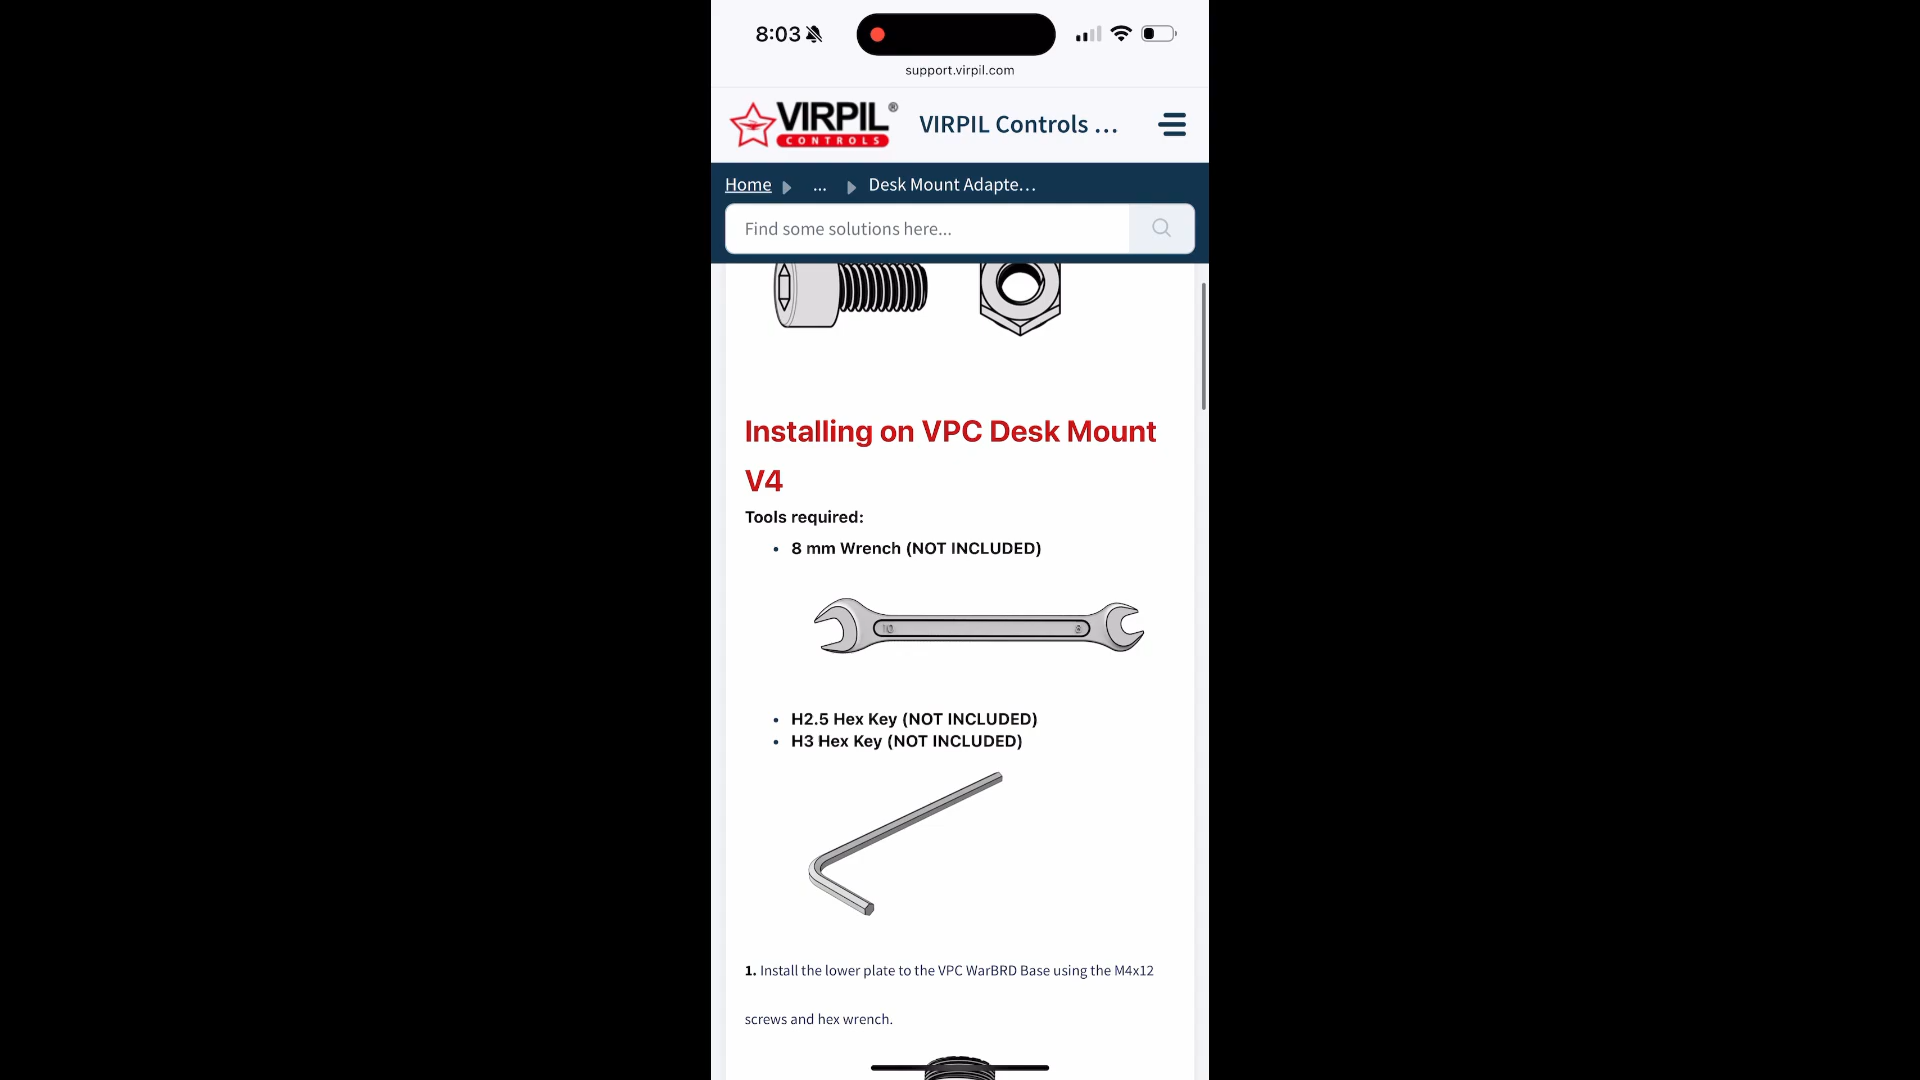 8:03
support.virpil.com
VIRPIL®
CONTROLS
VIRPIL Controls ...
Home
...
Desk Mount Adapte...
Find some solutions here...
Installing on VPC Desk Mount
V4
Tools required:
• 8 mm Wrench (NOT INCLUDED)
10
8
• H2.5 Hex Key (NOT INCLUDED)
• H3 Hex Key (NOT INCLUDED)
1. Install the lower plate to the VPC WarBRD Base using the M4x12
screws and hex wrench.